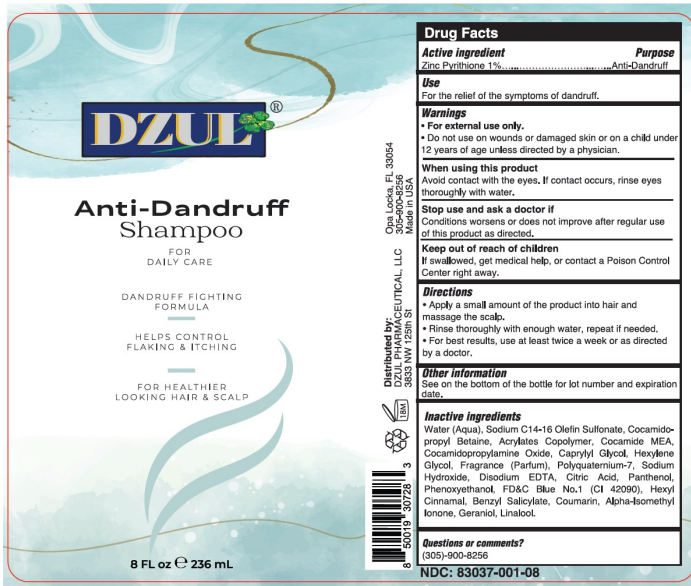 DZUL®
Anti-Dandruff
Shampoo
FOR
DAILY CARE
DANDRUFF FIGHTING
FORMULA
HELPS CONTROL
FLAKING & ITCHING
FOR HEALTHIER
LOOKING HAIR & SCALP
8 FL oz ℮ 236 mL
Distributed by:
DZUL PHARMACEUTICAL, LLC
3833 NW 125th St
Opa Locka, FL 33054
305-900-8256
Made in USA
18M
8 50019 30728 3
Drug Facts
Active ingredient Purpose
Zinc Pyrithione 1%................................Anti-Dandruff
Use
For the relief of the symptoms of dandruff.
Warnings
• For external use only.
• Do not use on wounds or damaged skin or on a child under
12 years of age unless directed by a physician.
When using this product
Avoid contact with the eyes. If contact occurs, rinse eyes
thoroughly with water.
Stop use and ask a doctor if
Conditions worsens or does not improve after regular use
of this product as directed.
Keep out of reach of children
If swallowed, get medical help, or contact a Poison Control
Center right away.
Directions
• Apply a small amount of the product into hair and
massage the scalp.
• Rinse thoroughly with enough water, repeat if needed.
• For best results, use at least twice a week or as directed
by a doctor.
Other information
See on the bottom of the bottle for lot number and expiration
date.
Inactive ingredients
Water (Aqua), Sodium C14-16 Olefin Sulfonate, Cocamido-
propyl Betaine, Acrylates Copolymer, Cocamide MEA,
Cocamidopropylamine Oxide, Caprylyl Glycol, Hexylene
Glycol, Fragrance (Parfum), Polyquaternium-7, Sodium
Hydroxide, Disodium EDTA, Citric Acid, Panthenol,
Phenoxyethanol, FD&C Blue No.1 (CI 42090), Hexyl
Cinnamal, Benzyl Salicylate, Coumarin, Alpha-Isomethyl
Ionone, Geraniol, Linalool.
Questions or comments?
(305)-900-8256
NDC: 83037-001-08